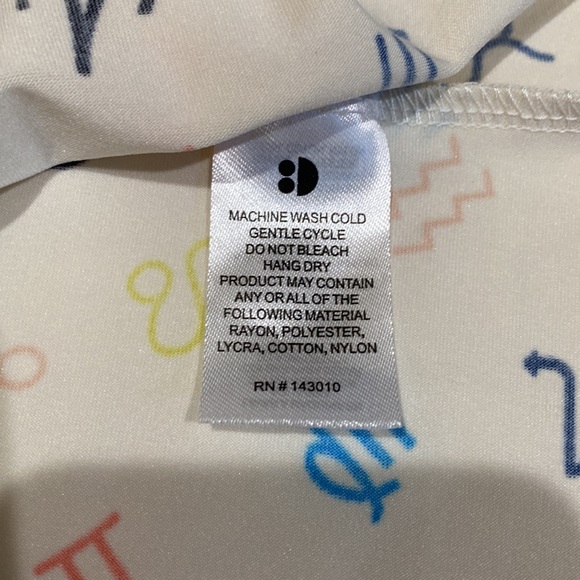 MACHINE WASH COLD
GENTLE CYCLE
DO NOT BLEACH
HANG DRY
PRODUCT MAY CONTAIN
ANY OR ALL OF THE
FOLLOWING MATERIAL
RAYON, POLYESTER,
LYCRA, COTTON, NYLON
RN # 143010